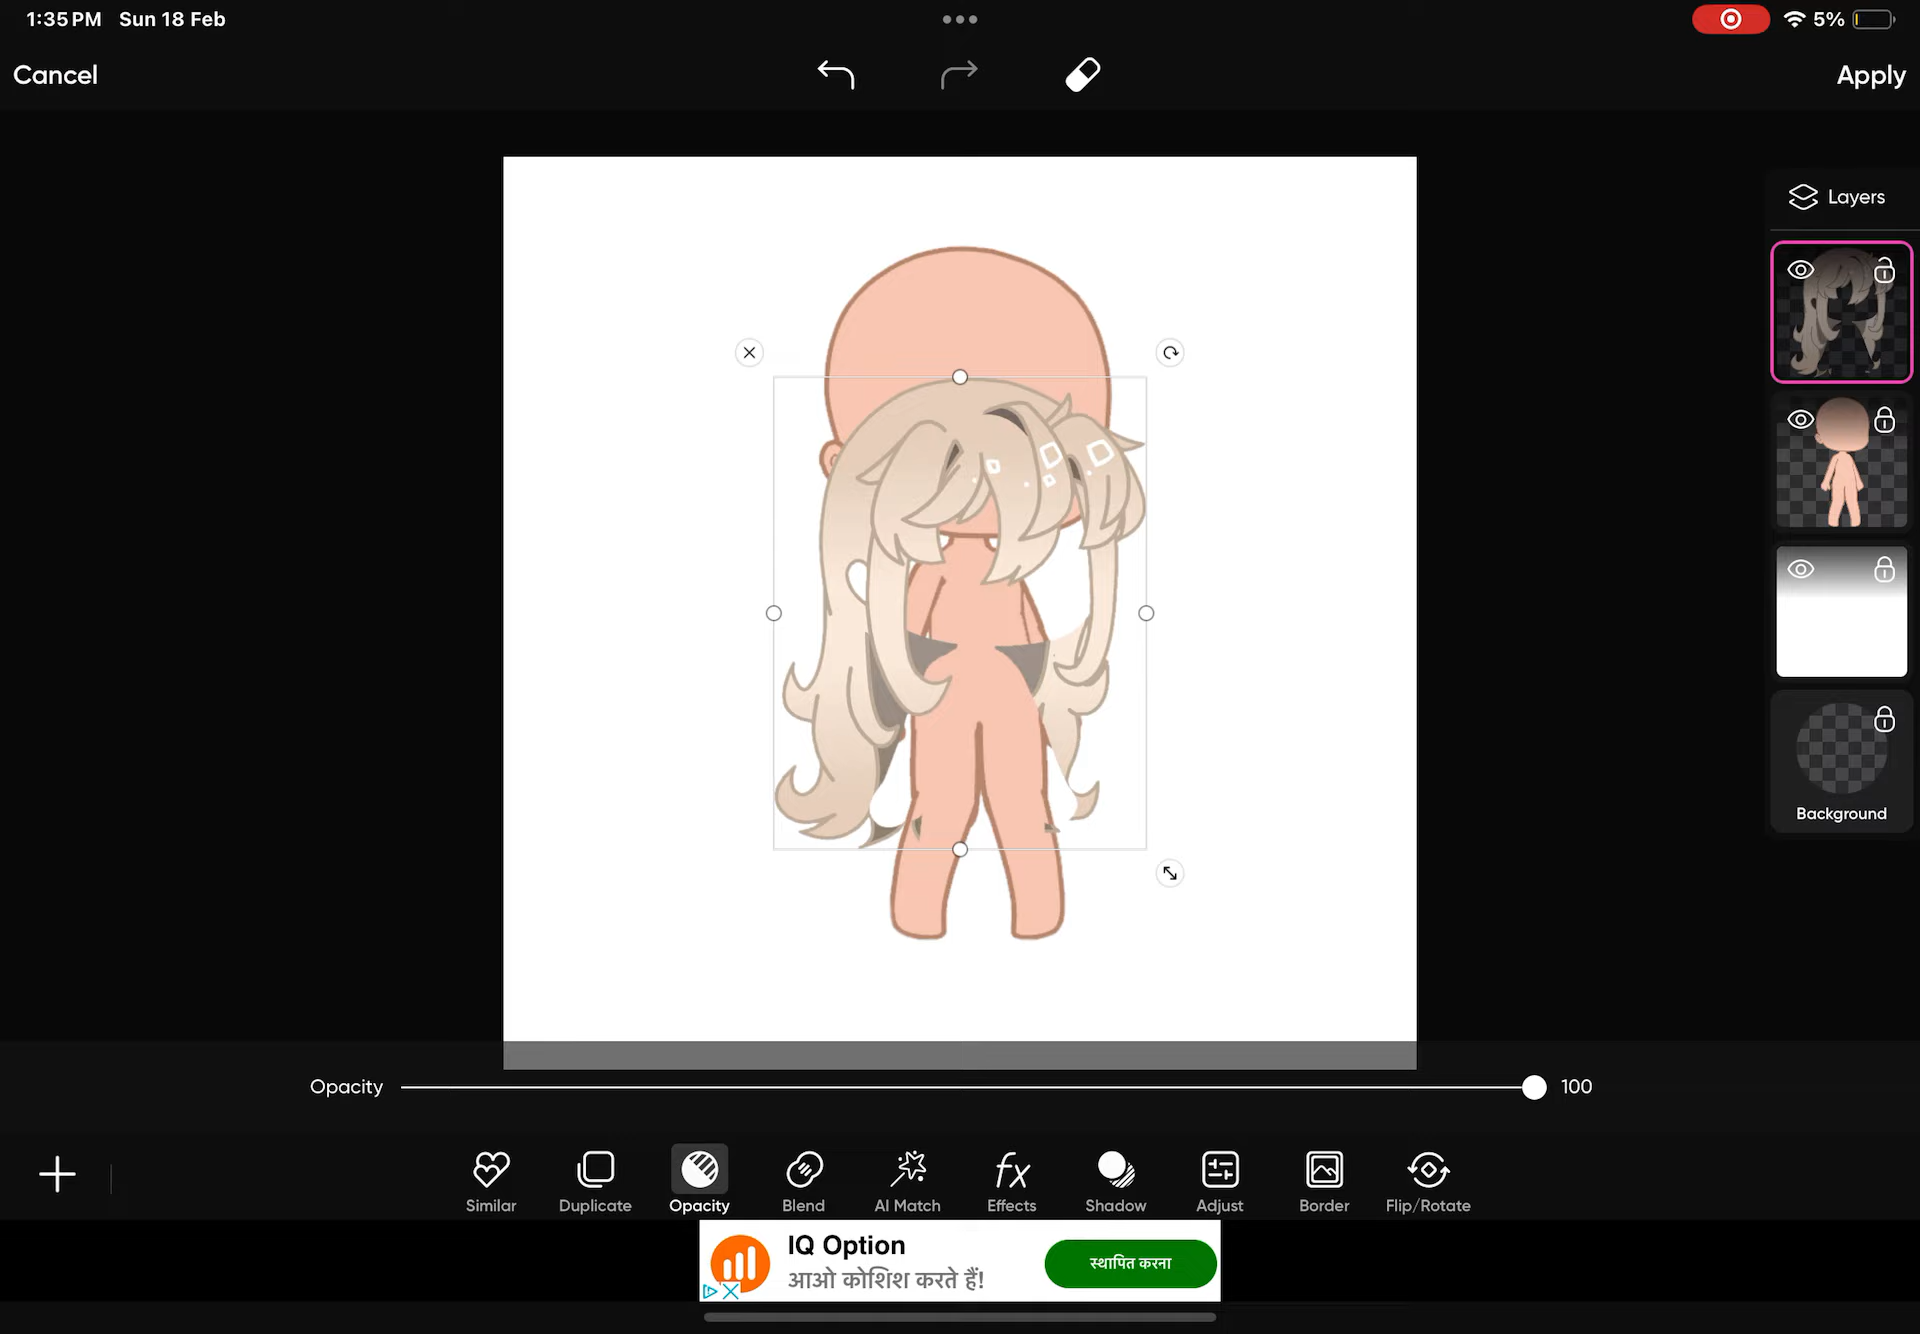 1:35 PM Sun 18 Feb
5%
Cancel
Apply
Layers
Background
Opacity
100
Similar
Duplicate
Opacity
Blend
AI Match
fx
Effects
Shadow
Adjust
Border
Flip/Rotate
IQ Option
आओ कोशिश करते हैं!
स्थापित करना